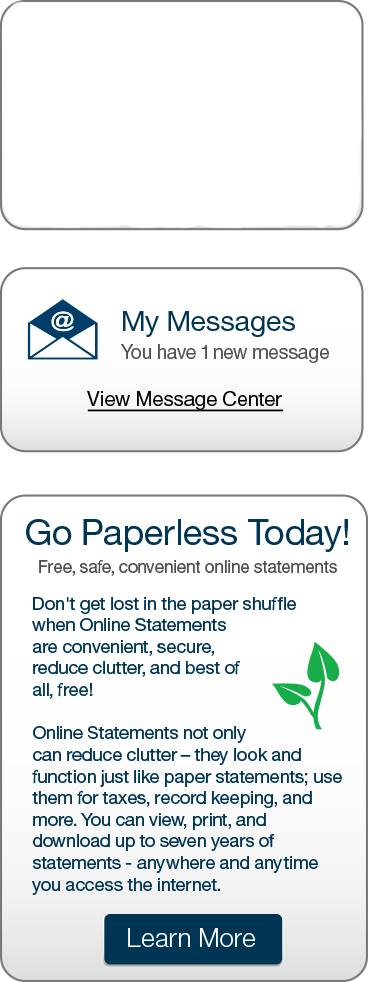 @
My Messages
You have 1 new message
View Message Center
Go Paperless Today!
Free, safe, convenient online statements
Don't get lost in the paper shuffle
when Online Statements
are convenient, secure,
reduce clutter, and best of
all, free!
Online Statements not only
can reduce clutter – they look and
function just like paper statements; use
them for taxes, record keeping, and
more. You can view, print, and
download up to seven years of
statements - anywhere and anytime
you access the internet.
Learn More